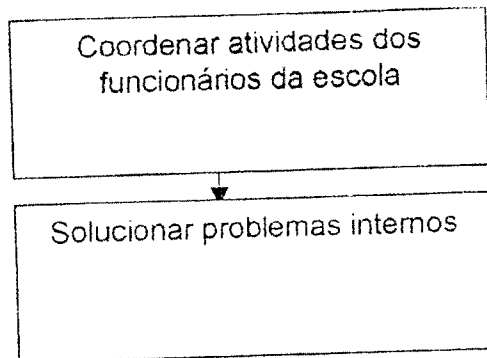 Coordenar atividades dos
funcionários da escola
Solucionar problemas internos